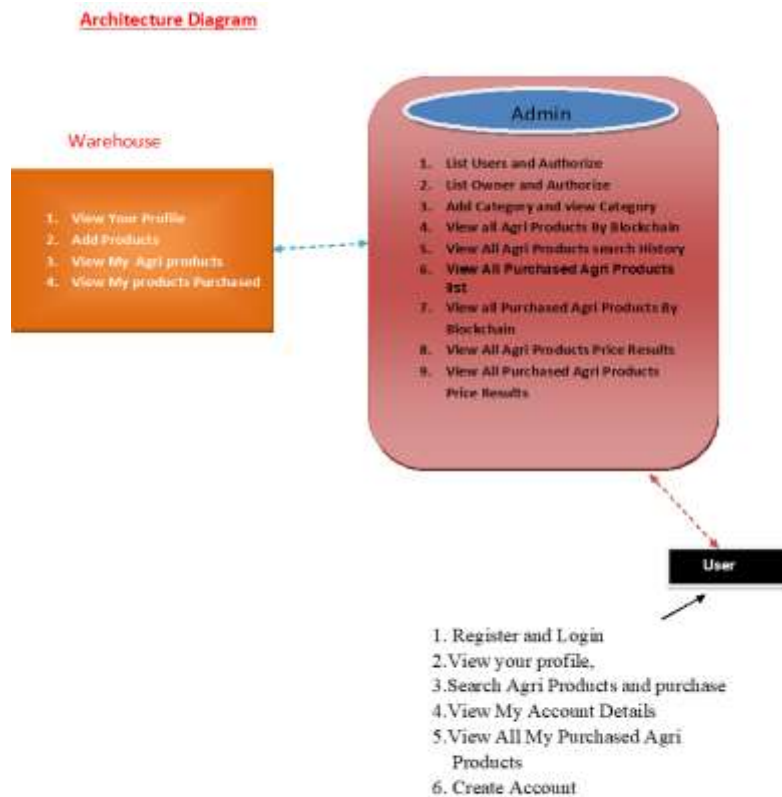 Architecture Diagram
Warehouse
1. View Your Profile
2. Add Products
3. View My Agri products
4. View My products Purchased
Admin
1. List Users and Authorize
2. List Owner and Authorize
3. Add Category and view Category
4. View all Agri Products By Blockchain
5. View All Agri Products search History
6. View All Purchased Agri Products
list
7. View all Purchased Agri Products By
Blockchain
8. View All Agri Products Price Results
9. View All Purchased Agri Products
Price Results
User
1. Register and Login
2.View your profile,
3.Search Agri Products and purchase
4.View My Account Details
5.View All My Purchased Agri
Products
6. Create Account